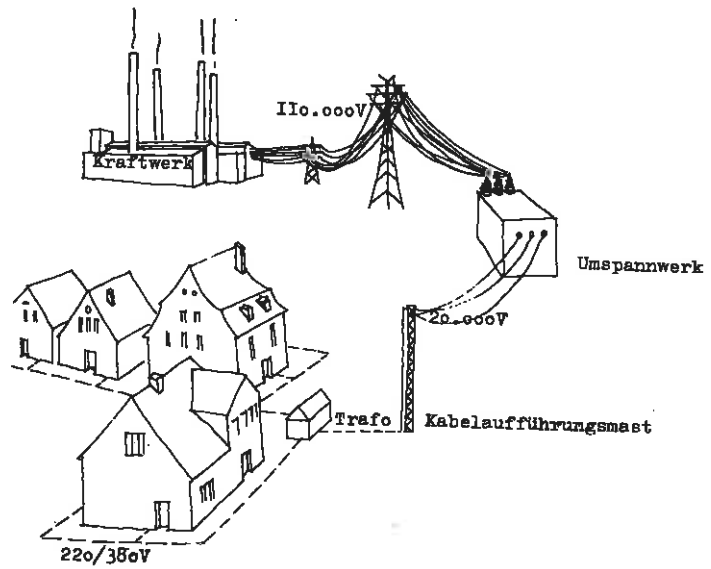 IIo.oooV
Kraftwerk
Umspannwerk
2o.oooV
Trafo
Kabelaufführungsmast
22o/38oV